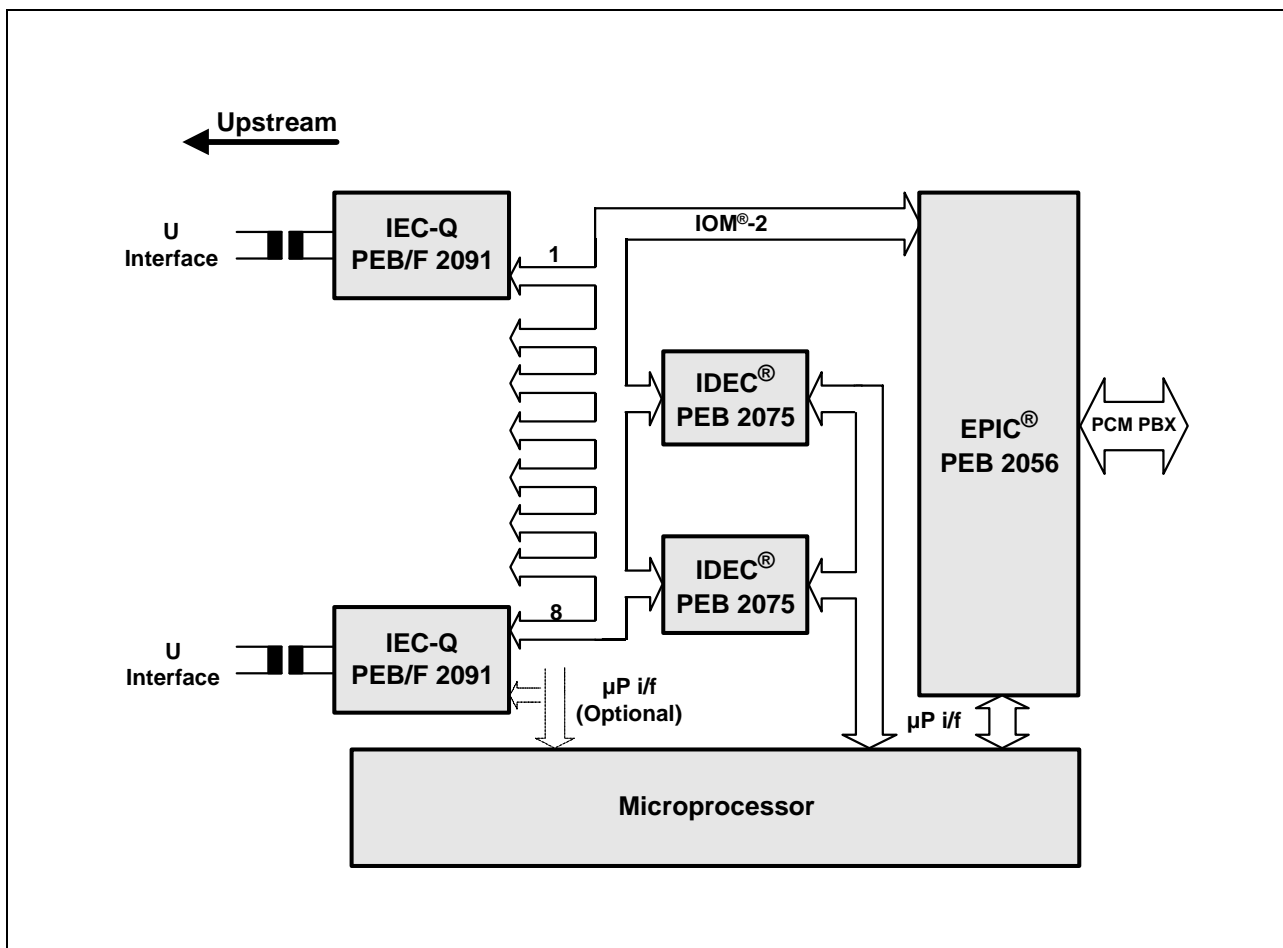 Upstream
U
Interface
IEC-Q
PEB/F 2091
1
IOM®-2
IDEC®
PEB 2075
EPIC®
PEB 2056
PCM PBX
IDEC®
PEB 2075
8
U
Interface
IEC-Q
PEB/F 2091
µP i/f
(Optional)
µP i/f
Microprocessor